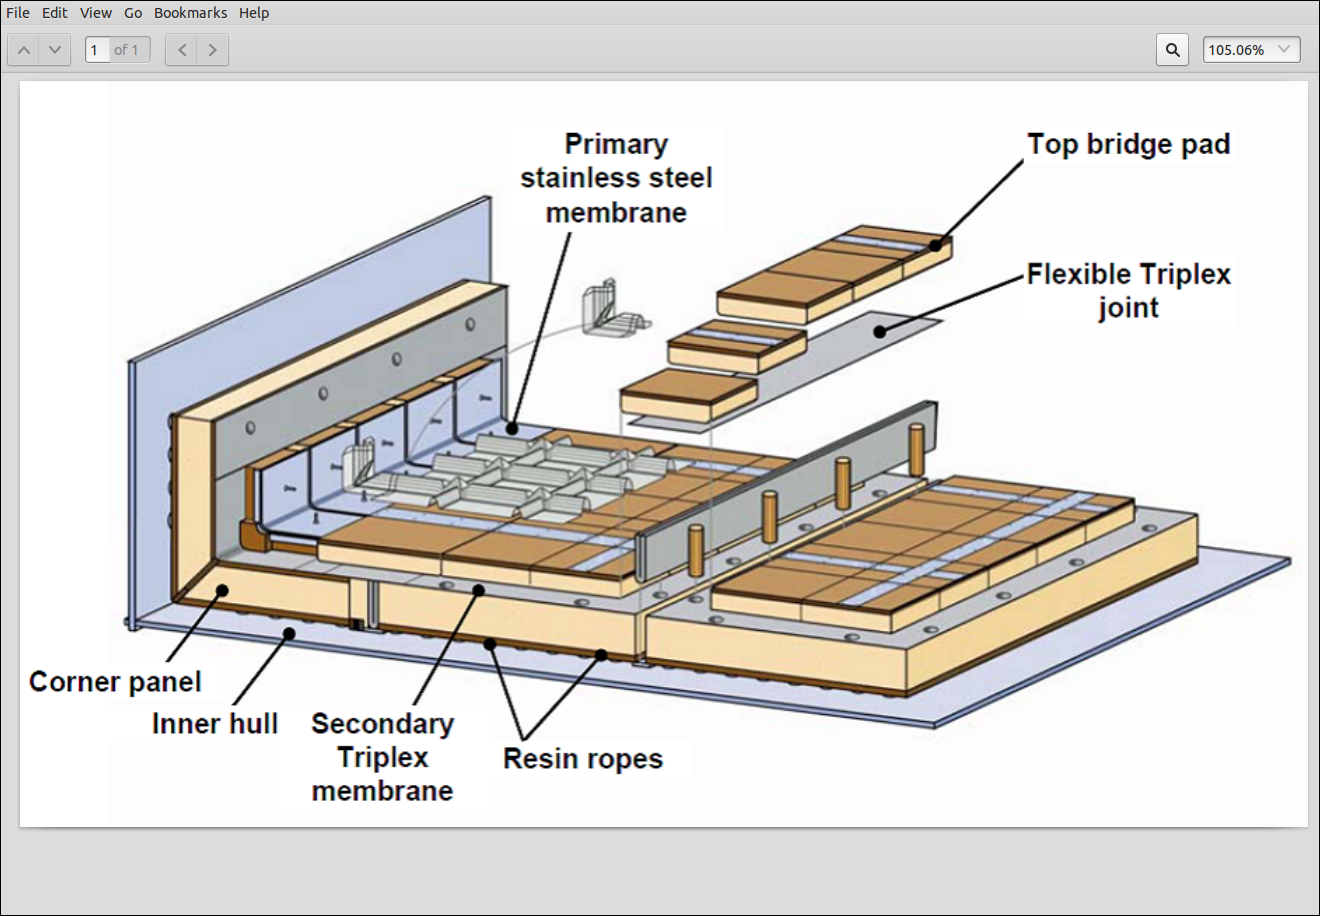 File Edit View Go Bookmarks Help
1 of 1
105.06%
Primary
stainless steel
membrane
Top bridge pad
Flexible Triplex
joint
Corner panel
Inner hull
Secondary
Triplex
membrane
Resin ropes